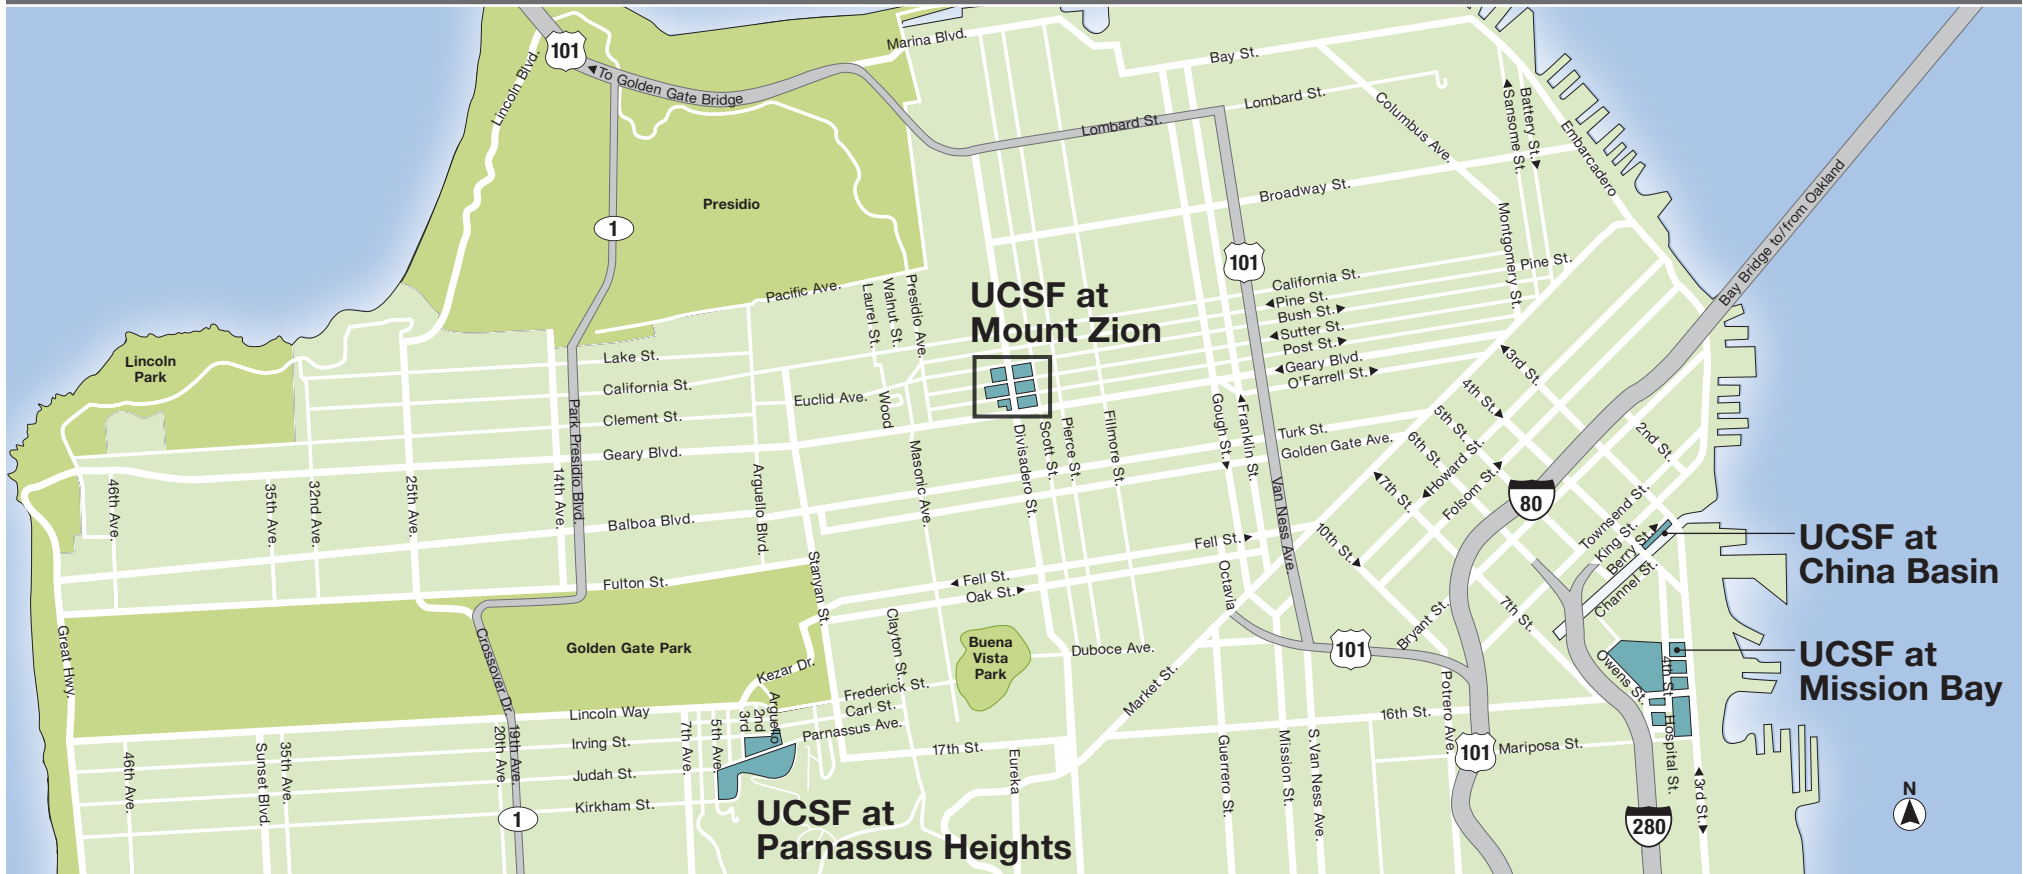 101
To Golden Gate Bridge
Marina Blvd.
Bay St.
Lincoln Blvd.
Lombard St.
Lombard St.
Columbus Ave.
Sansome St.
Battery St.
Embarcadero
Bay Bridge to/from Oakland
Presidio
1
Broadway St.
Montgomery St.
101
Pacific Ave.
Laurel St.
Walnut St.
Presidio Ave.
UCSF at
Mount Zion
California St.
Pine St.
Pine St.
Bush St.
Sutter St.
Post St.
Geary Blvd.
O'Farrell St.
Lincoln
Park
Lake St.
California St.
Clement St.
Geary Blvd.
Euclid Ave.
Wood
Park Presidio Blvd.
Masonic Ave.
Divisadero St.
Scott St.
Pierce St.
Fillmore St.
Gough St.
Franklin St.
Turk St.
Golden Gate Ave.
Van Ness Ave.
3rd St.
4th St.
5th St.
6th St.
7th St.
Howard St.
Folsom St.
10th St.
2nd St.
80
Townsend St.
King St.
Berry St.
Channel St.
UCSF at
China Basin
46th Ave.
35th Ave.
32nd Ave.
25th Ave.
14th Ave.
Arguello Blvd.
Balboa Blvd.
Fulton St.
Stanyan St.
Fell St.
Fell St.
Oak St.
Octavia
Clayton St.
Buena
Vista
Park
Duboce Ave.
Market St.
101
Bryant St.
7th St.
Owens St.
4th St.
UCSF at
Mission Bay
Great Hwy.
Golden Gate Park
Crossover Dr.
Kezar Dr.
Frederick St.
Carl St.
Parnassus Ave.
17th St.
Eureka
Lincoln Way
Irving St.
Judah St.
Kirkham St.
46th Ave.
Sunset Blvd.
35th Ave.
20th Ave.
19th Ave.
1
7th Ave.
5th Ave.
3rd
2nd
Arguello
UCSF at
Parnassus Heights
Guerrero St.
Mission St.
S.Van Ness Ave.
16th St.
Potrero Ave.
101
Mariposa St.
280
Hospital St.
3rd St.
N